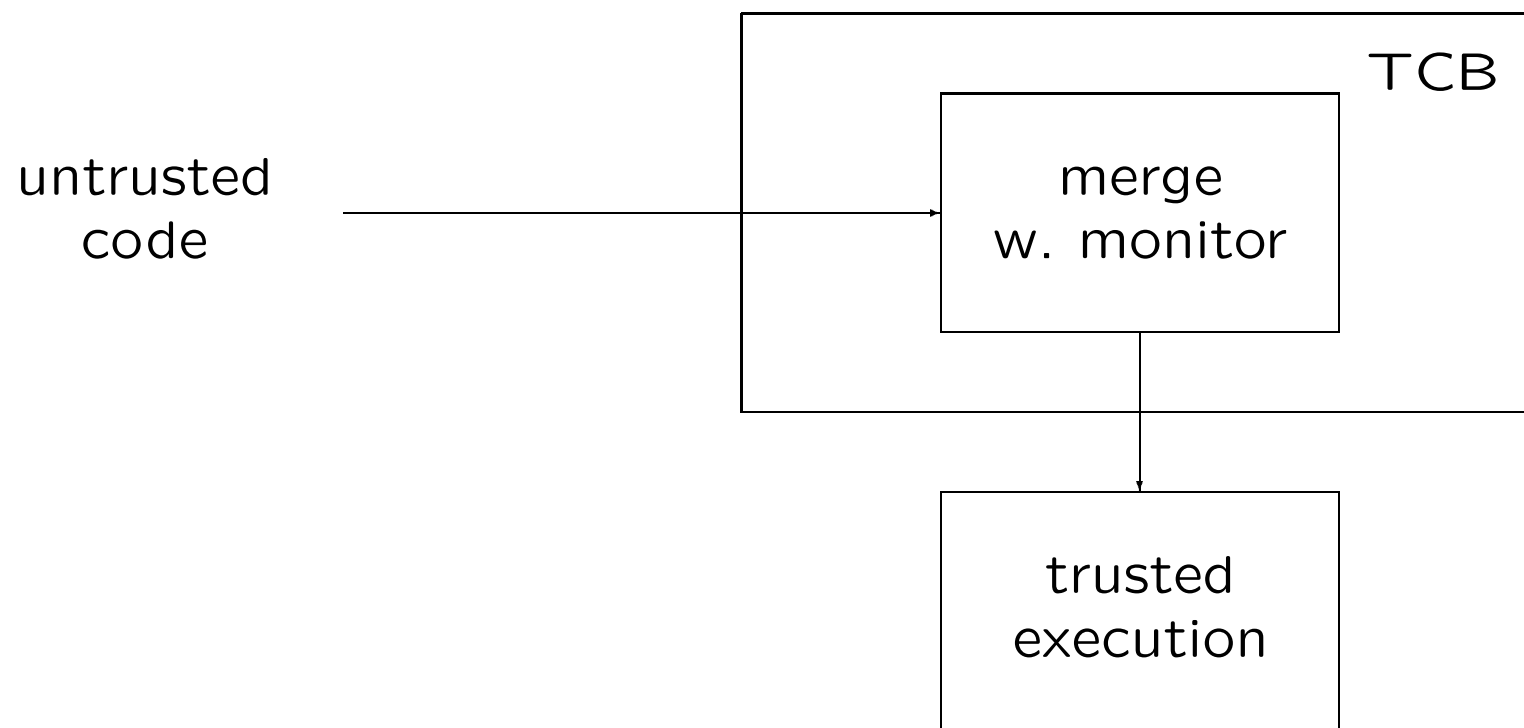 TCB
untrusted
code
merge
w. monitor
trusted
execution